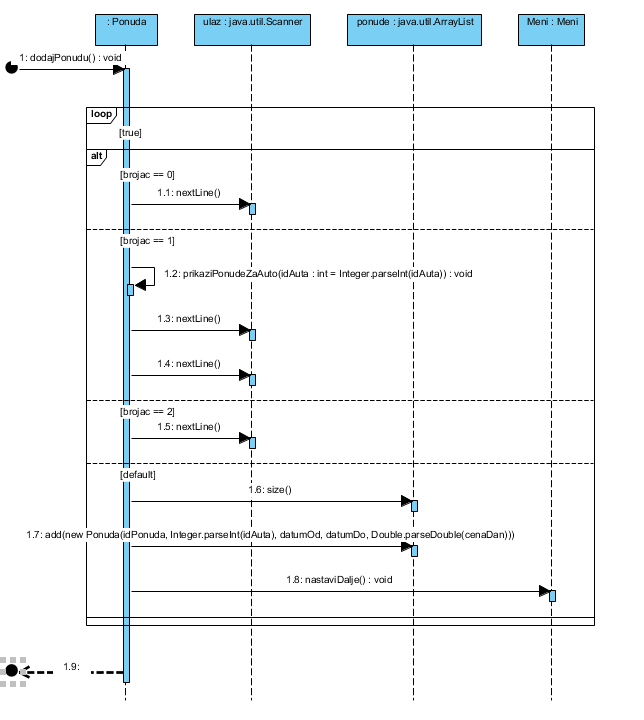 : Ponuda
ulaz : java.util.Scanner
ponude : java.util.ArrayList
Meni : Meni
1: dodajPonudu() : void
loop
[true]
alt
[brojac == 0]
1.1: nextLine()
[brojac == 1]
1.2: prikaziPonudeZaAuto(idAuta : int = Integer.parseInt(idAuta)) : void
1.3: nextLine()
1.4: nextLine()
[brojac == 2]
1.5: nextLine()
[default]
1.6: size()
1.7: add(new Ponuda(idPonuda, Integer.parseInt(idAuta), datumOd, datumDo, Double.parseDouble(cenaDan)))
1.8: nastaviDalje() : void
1.9: